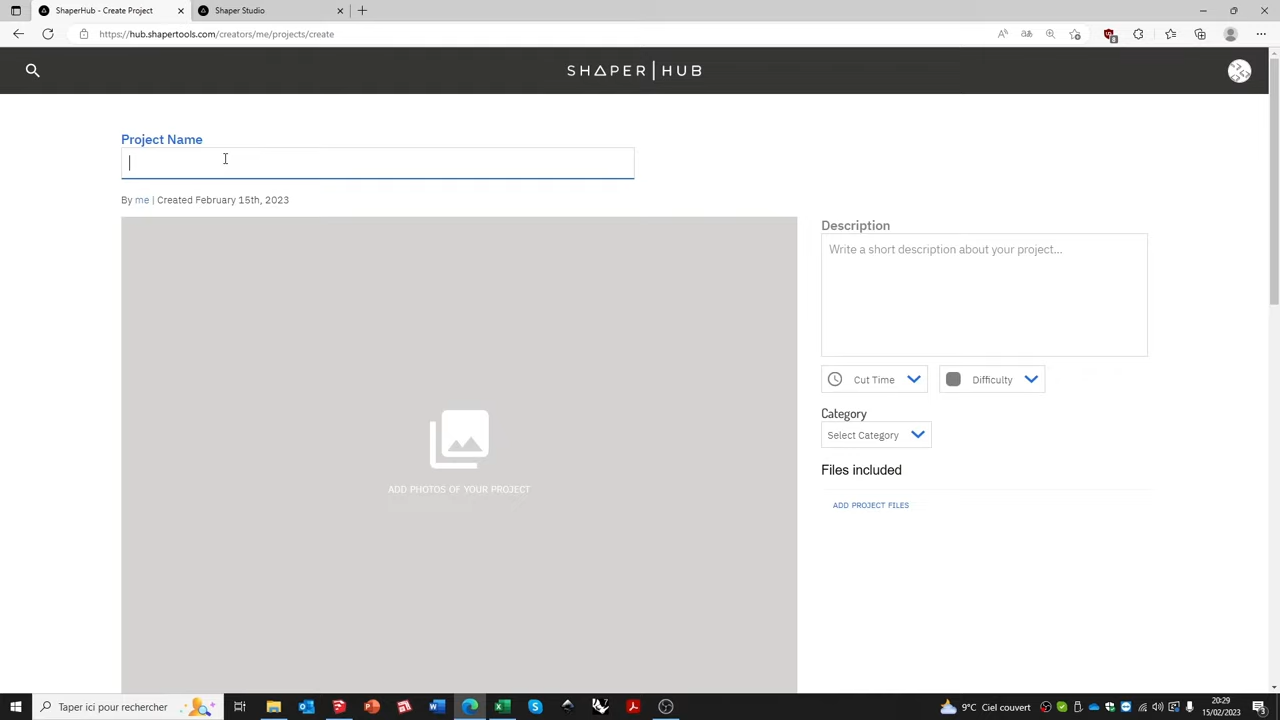 ShaperHub - Create Project
Shaper Studio
https://hub.shapertools.com/creators/me/projects/create
SHAPER | HUB
Project Name
By me | Created February 15th, 2023
ADD PHOTOS OF YOUR PROJECT
Description
Write a short description about your project...
Cut Time
Difficulty
Category
Select Category
Files included
ADD PROJECT FILES
Taper ici pour rechercher
9°C Ciel couvert
20:29
15/02/2023